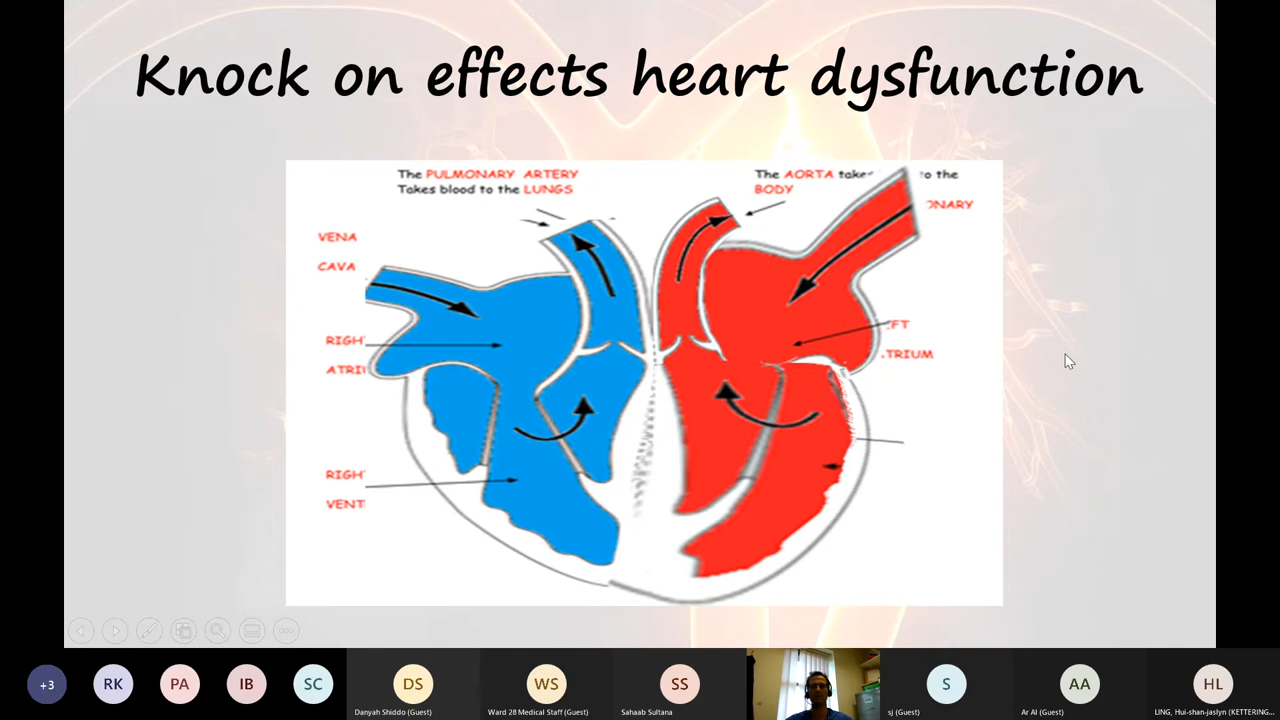 Knock on effects heart dysfunction
The PULMONARY ARTERY
Takes blood to the LUNGS
The AORTA takes to the
BODY
ONARY
VENA
CAVA
RIGH
ATRI
EFT
TRIUM
RIGH
VENT
+3
RK
PA
IB
SC
DS
Danyah Shiddo (Guest)
WS
Ward 28 Medical Staff (Guest)
SS
Sahaab Sultana
S
sj (Guest)
AA
Ar Al (Guest)
HL
LING, Hui-shan-jaslyn (KETTERING...